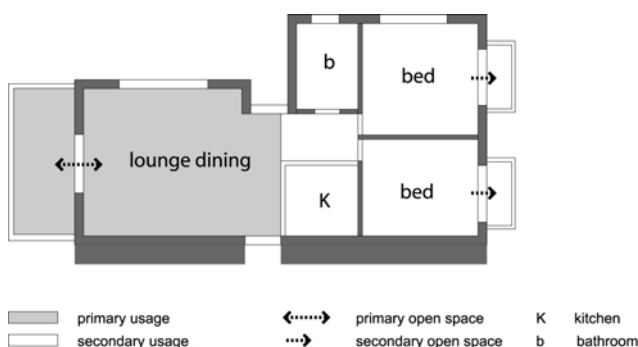 b
bed
lounge dining
K
bed
primary usage
primary open space
K kitchen
secondary usage
secondary open space
b bathroom